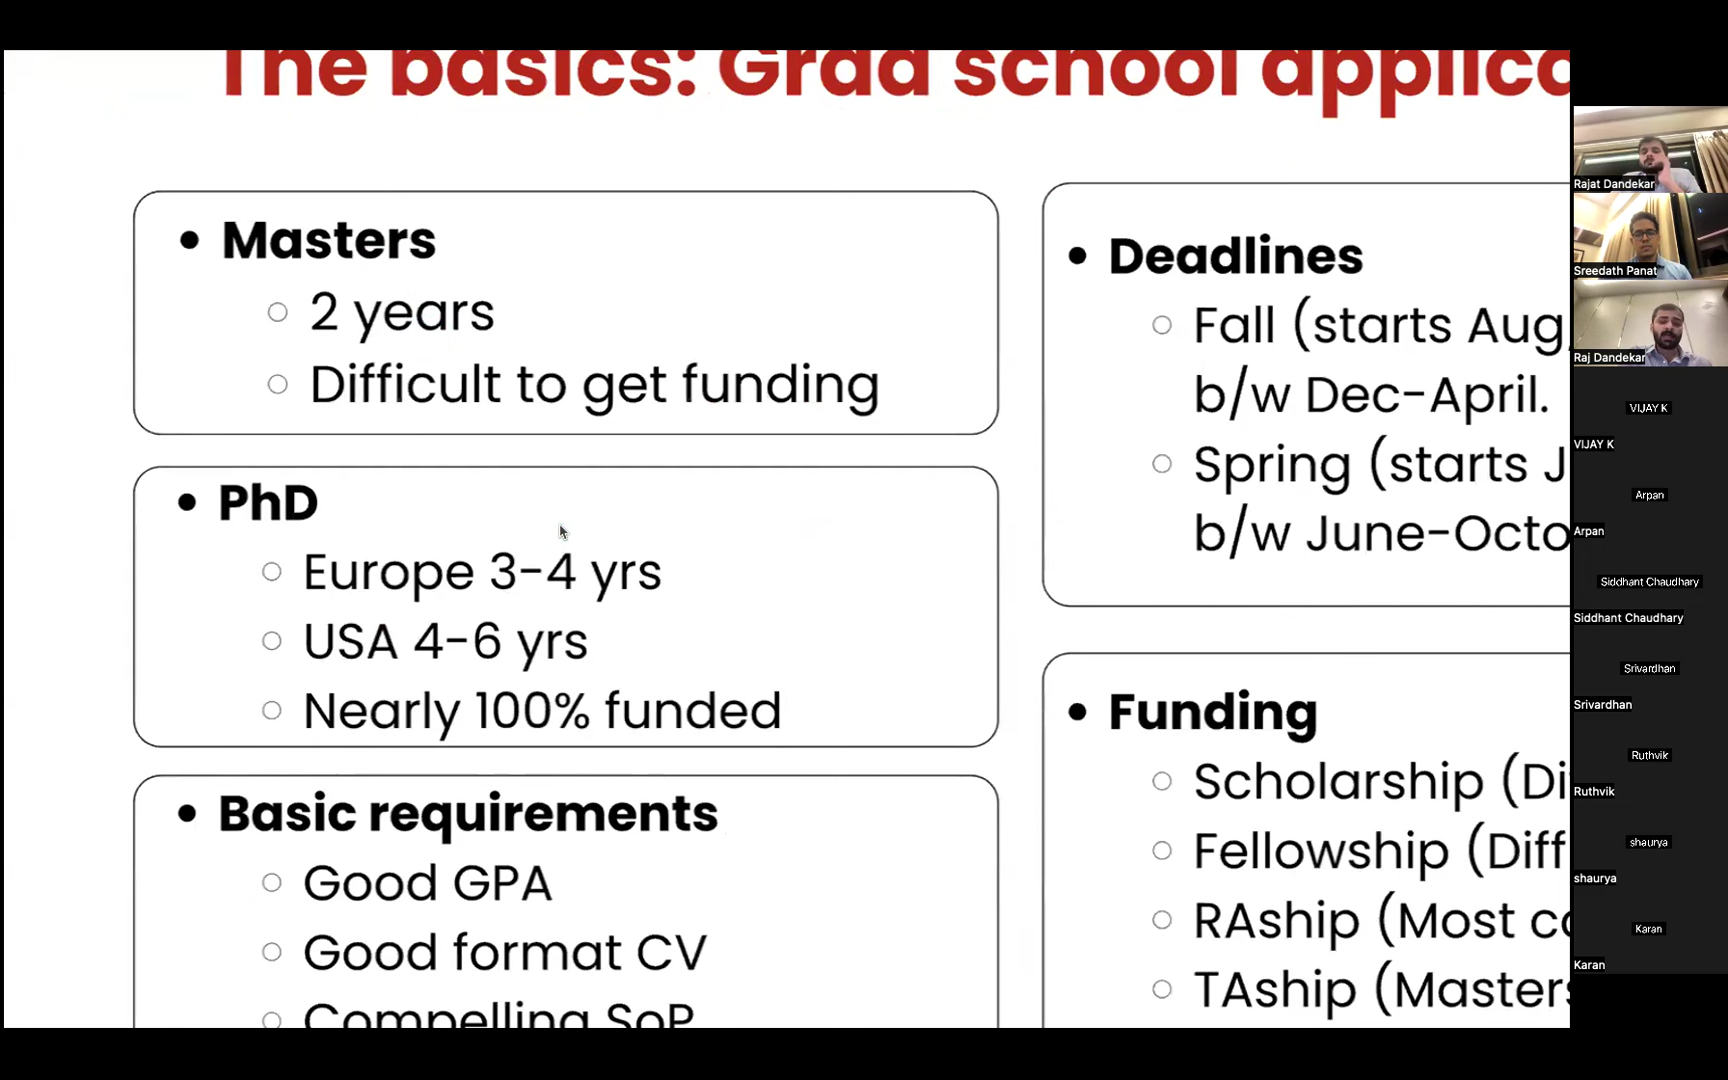 The basics: Grad school applica
• Masters
○ 2 years
○ Difficult to get funding
• PhD
○ Europe 3-4 yrs
○ USA 4-6 yrs
○ Nearly 100% funded
• Basic requirements
○ Good GPA
○ Good format CV
○ Compelling SoP
• Deadlines
○ Fall (starts Aug,
b/w Dec-April.
○ Spring (starts J
b/w June-Octo
• Funding
○ Scholarship (Di
○ Fellowship (Diff
○ RAship (Most co
○ TAship (Masters
Rajat Dandekar
Sreedath Panat
Raj Dandekar
VIJAY K
VIJAY K
Arpan
Arpan
Siddhant Chaudhary
Siddhant Chaudhary
Srivardhan
Srivardhan
Ruthvik
Ruthvik
shaurya
shaurya
Karan
Karan